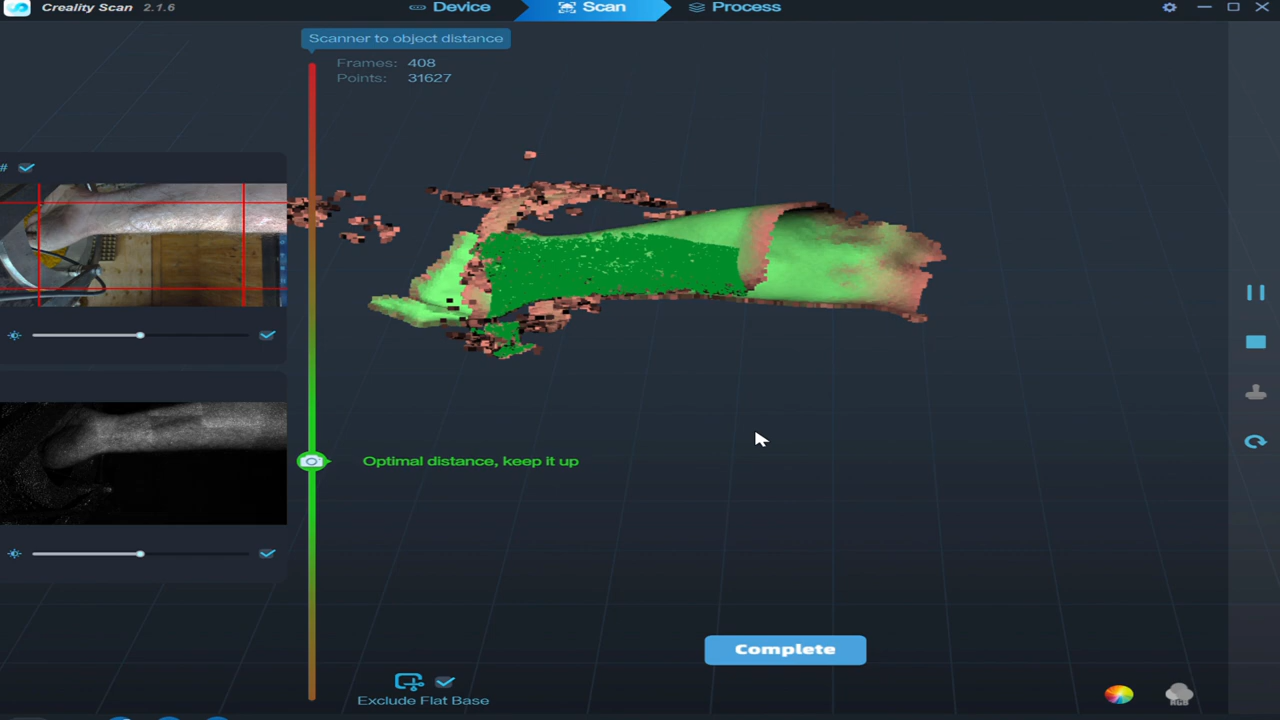 Creality Scan 2.1.6
Device
Scan
Process
Scanner to object distance
Frames: 408
Points: 31627
#
Optimal distance, keep it up
Complete
Exclude Flat Base
RGB